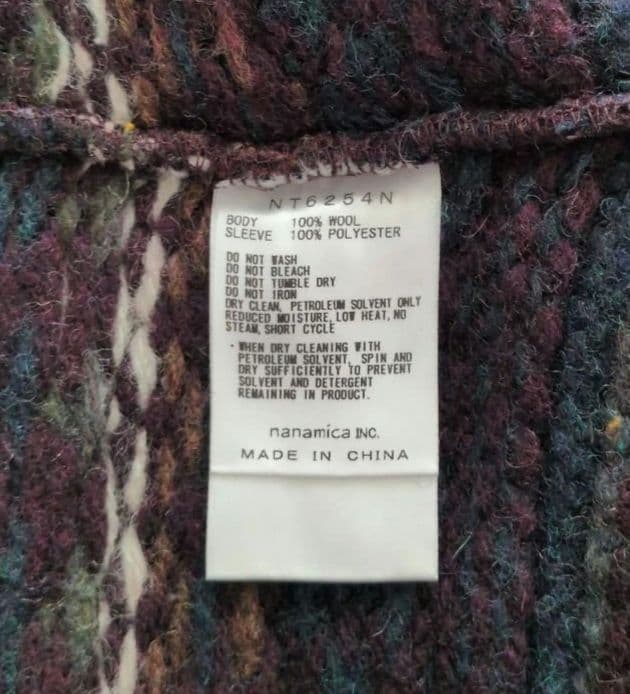 NT6254N
BODY 100% WOOL
SLEEVE 100% POLYESTER
DO NOT WASH
DO NOT BLEACH
DO NOT TUMBLE DRY
DO NOT IRON
DRY CLEAN, PETROLEUM SOLVENT ONLY
REDUCED MOISTURE, LOW HEAT, NO
STEAM, SHORT CYCLE
・WHEN DRY CLEANING WITH
PETROLEUM SOLVENT, SPIN AND
DRY SUFFICIENTLY TO PREVENT
SOLVENT AND DETERGENT
REMAINING IN PRODUCT.
nanamica INC.
MADE IN CHINA